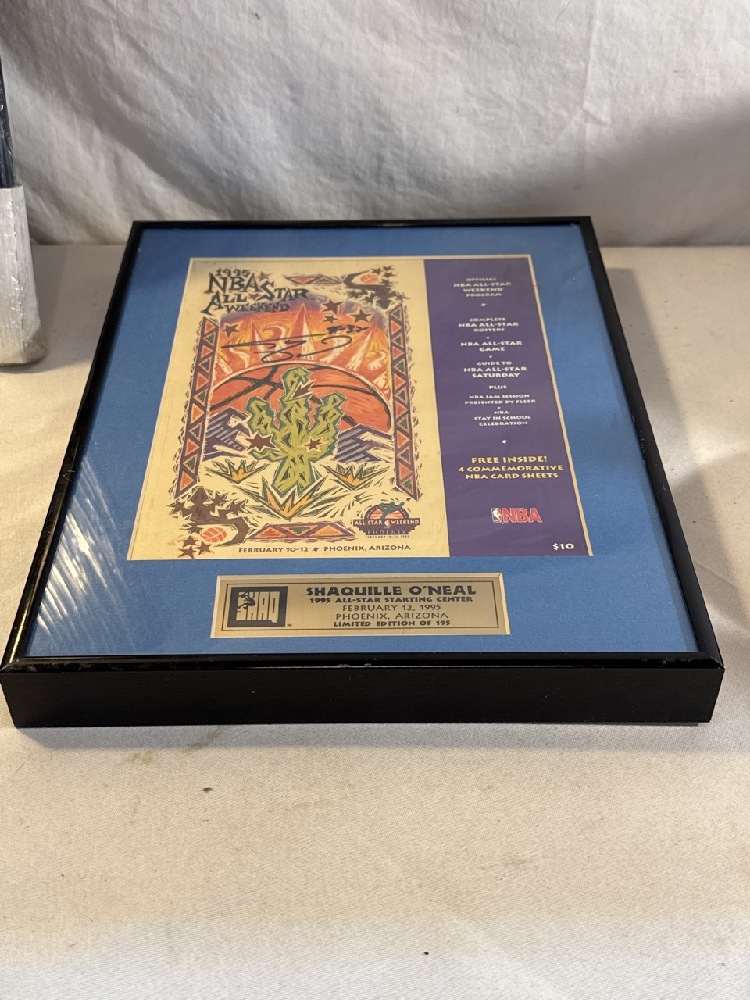 1995
NBA
ALL-STAR
WEEKEND
OFFICIAL
NBA ALL-STAR
WEEKEND
PROGRAM
COMPLETE
NBA ALL-STAR
ROSTERS
NBA ALL-STAR
GAME
GUIDE TO
NBA ALL-STAR
SATURDAY
PLUS
NBA JAM SESSION
PRESENTED BY FLEER
NBA
STAY IN SCHOOL
CELEBRATION
FREE INSIDE!
4 COMMEMORATIVE
NBA CARD SHEETS
NBA
$10
ALL-STAR WEEKEND
PHOENIX
FEBRUARY 10-12 PHOENIX, ARIZONA
SHAQ
SHAQUILLE O'NEAL
1995 ALL-STAR STARTING CENTER
FEBRUARY 12, 1995
PHOENIX, ARIZONA
LIMITED EDITION OF 195